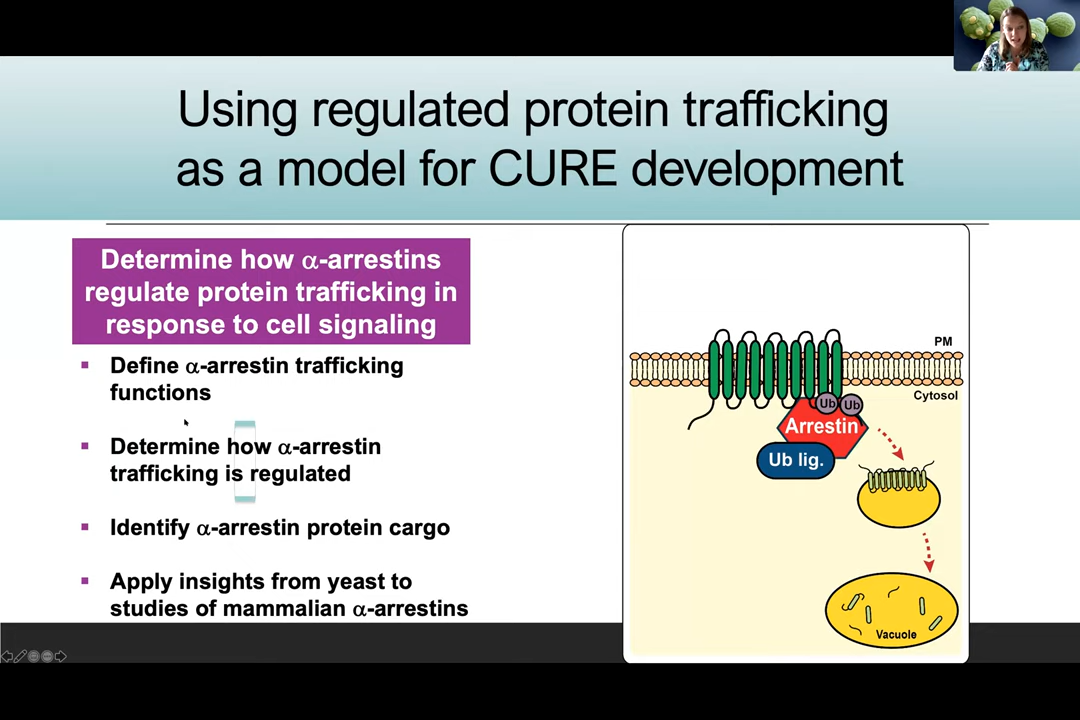 Using regulated protein trafficking
as a model for CURE development
Determine how α-arrestins
regulate protein trafficking in
response to cell signaling
Define α-arrestin trafficking
functions
Determine how α-arrestin
trafficking is regulated
Identify α-arrestin protein cargo
Apply insights from yeast to
studies of mammalian α-arrestins
PM
Cytosol
Ub Ub
Arrestin
Ub lig.
Vacuole